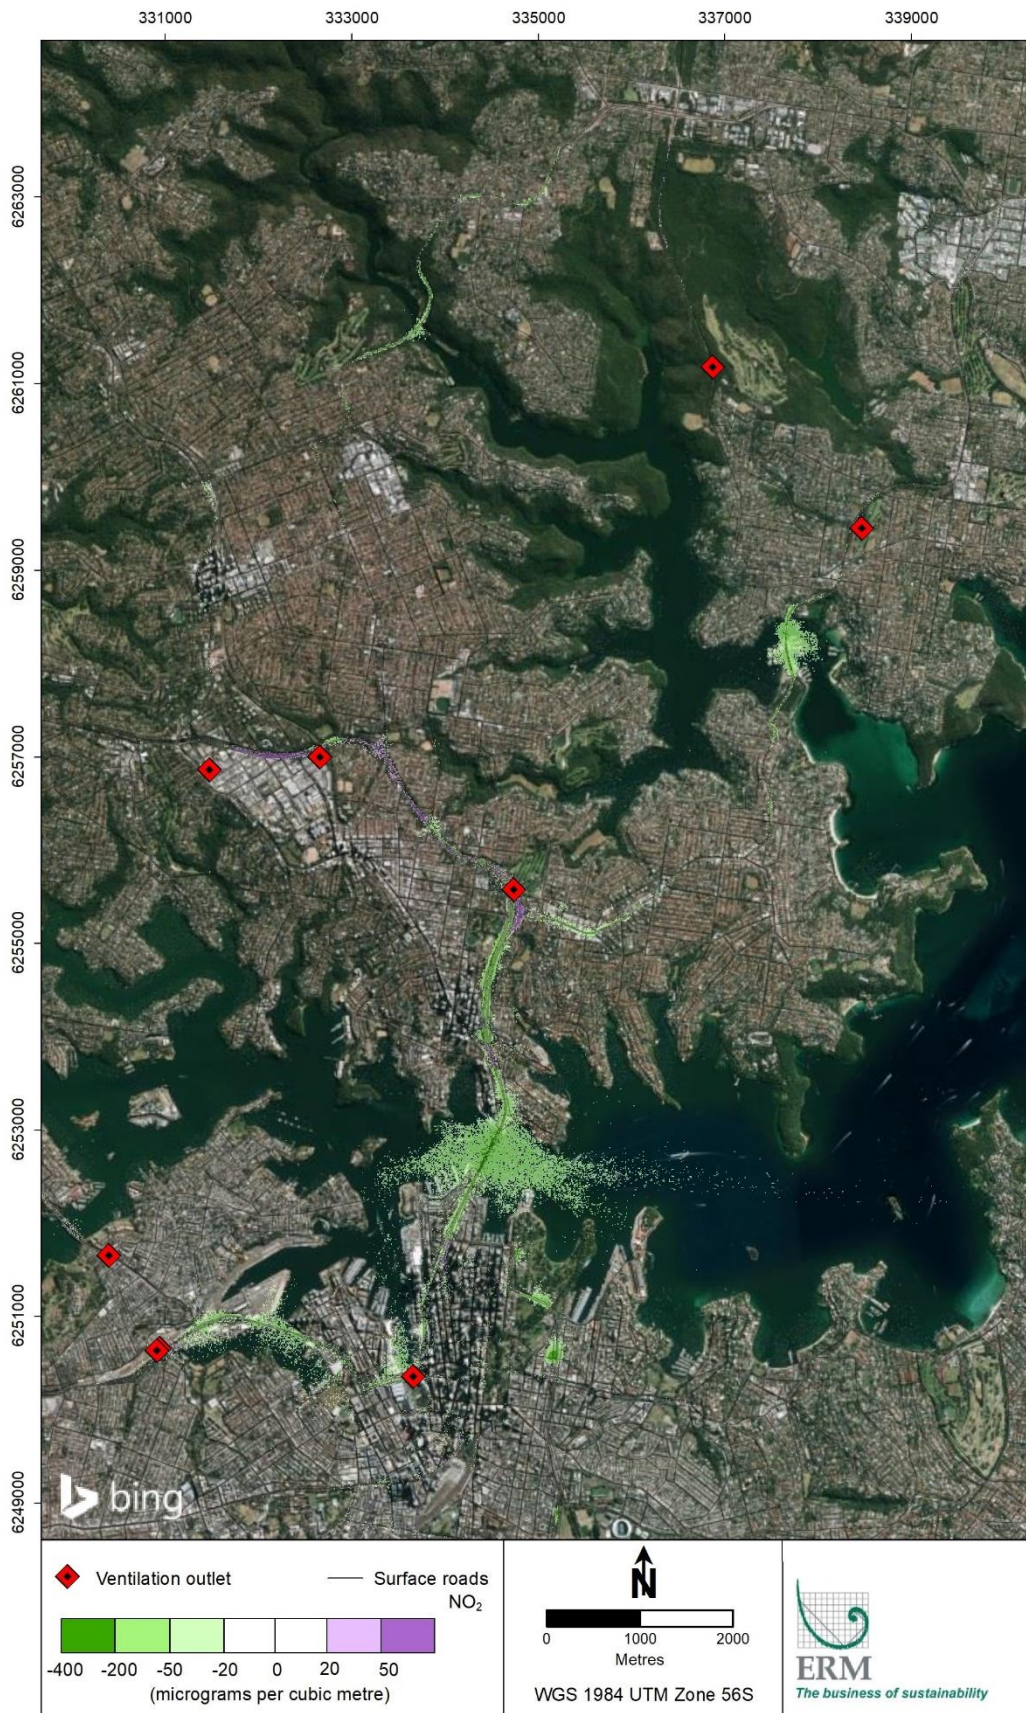 331000 333000 335000 337000 339000
6263000
6261000
6259000
6257000
6255000
6253000
6251000
6249000
bing
Ventilation outlet
Surface roads
NO₂
-400 -200 -50 -20 0 20 50
(micrograms per cubic metre)
N
0 1000 2000
Metres
WGS 1984 UTM Zone 56S
ERM
The business of sustainability